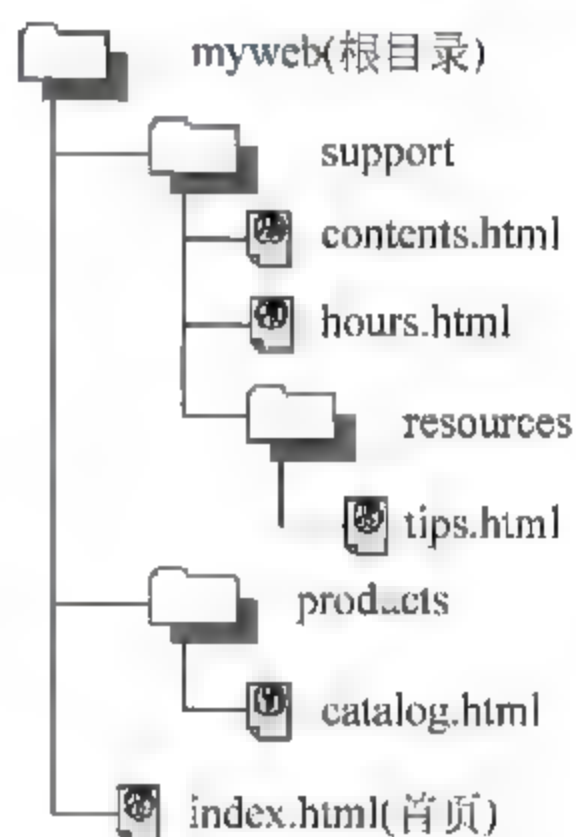 myweb(根目录)
support
contents.html
hours.html
resources
tips.html
products
catalog.html
index.html(首页)